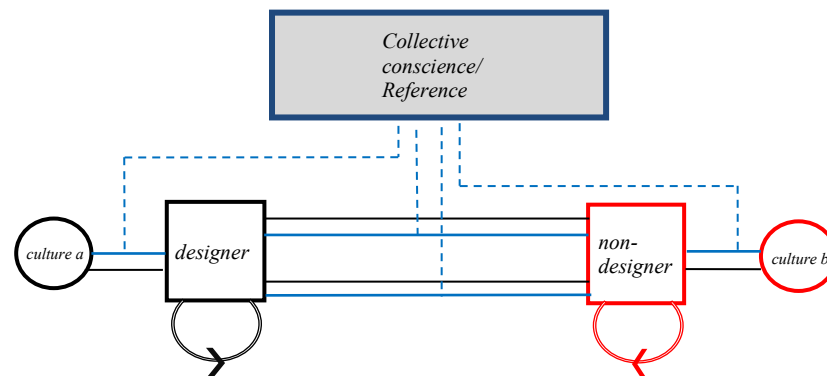 Collective
conscience/
Reference
culture a
designer
non-
designer
culture b